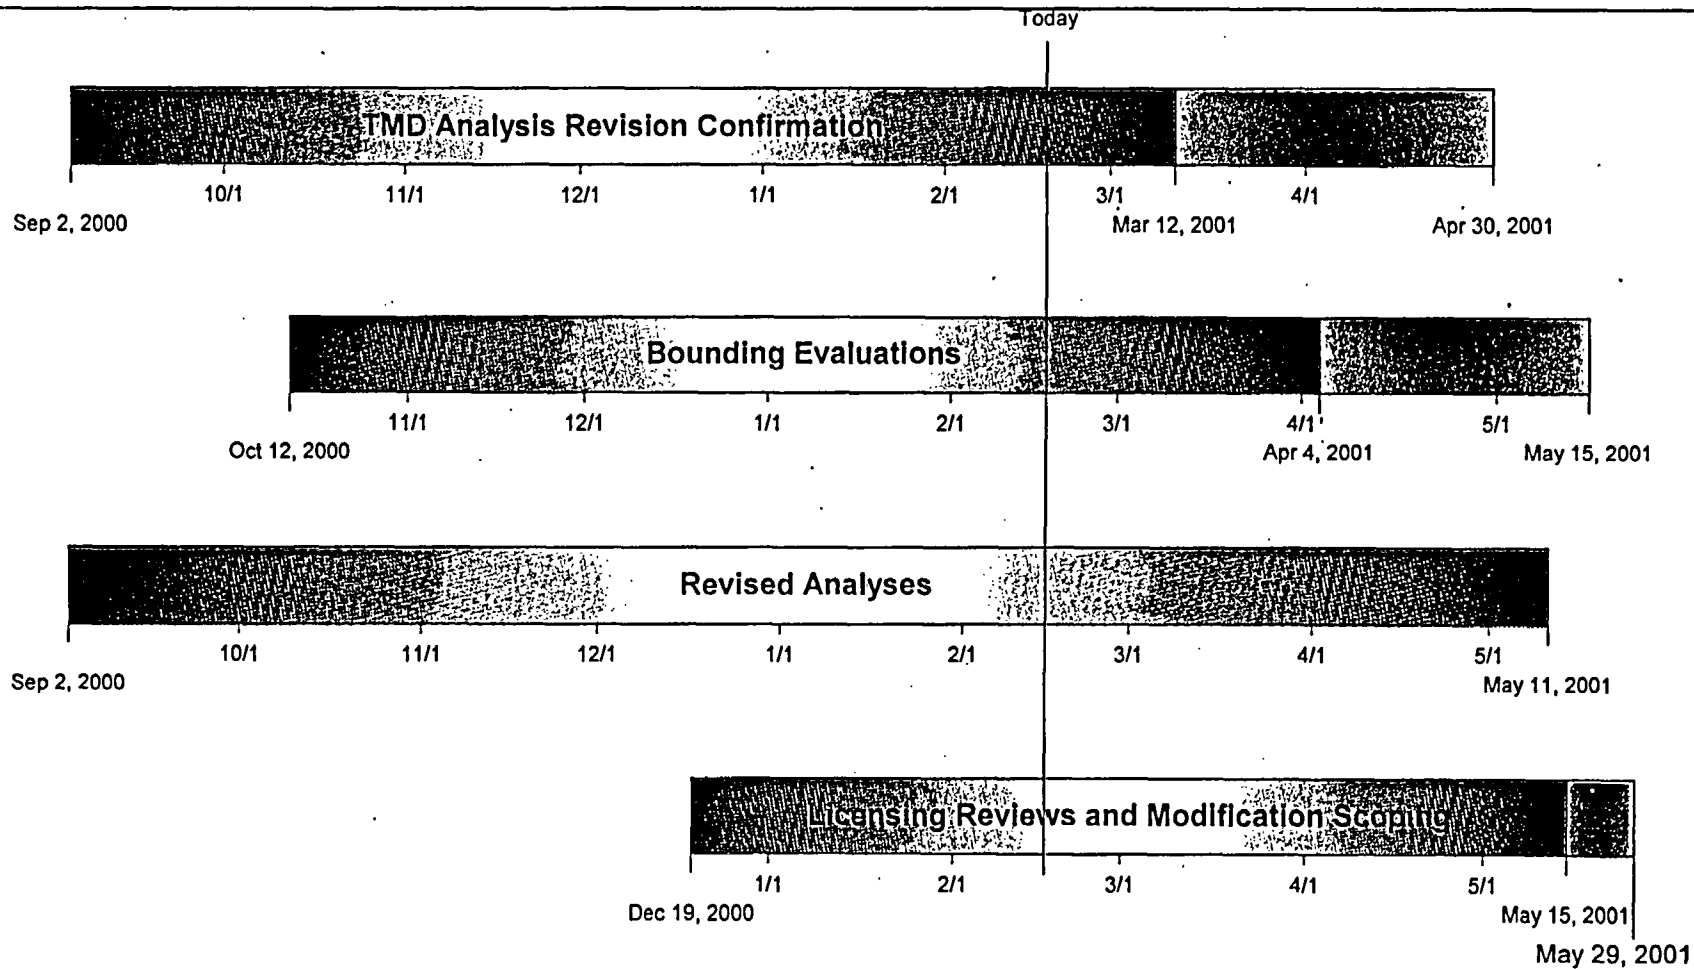 Today
TMD Analysis Revision Confirmation
10/1 11/1 12/1 1/1 2/1 3/1 4/1
Sep 2, 2000 Mar 12, 2001 Apr 30, 2001
Bounding Evaluations
11/1 12/1 1/1 2/1 3/1 4/1 5/1
Oct 12, 2000 Apr 4, 2001 May 15, 2001
Revised Analyses
10/1 11/1 12/1 1/1 2/1 3/1 4/1 5/1
Sep 2, 2000 May 11, 2001
Licensing Reviews and Modification Scoping
1/1 2/1 3/1 4/1 5/1
Dec 19, 2000 May 15, 2001
May 29, 2001